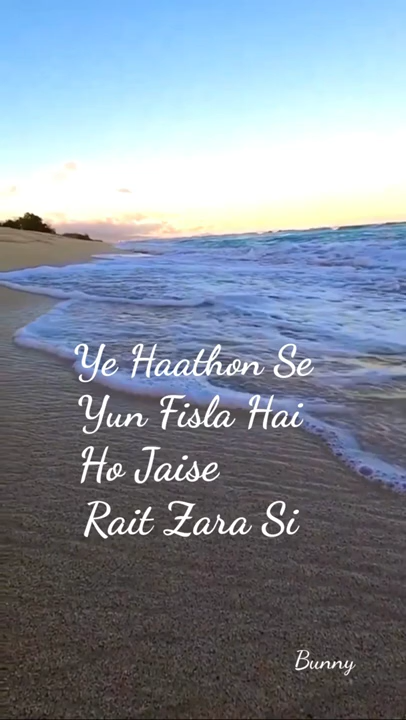 Ye Haathon Se
Yun Fisla Hai
Ho Jaise
Rait Zara Si
Bunny